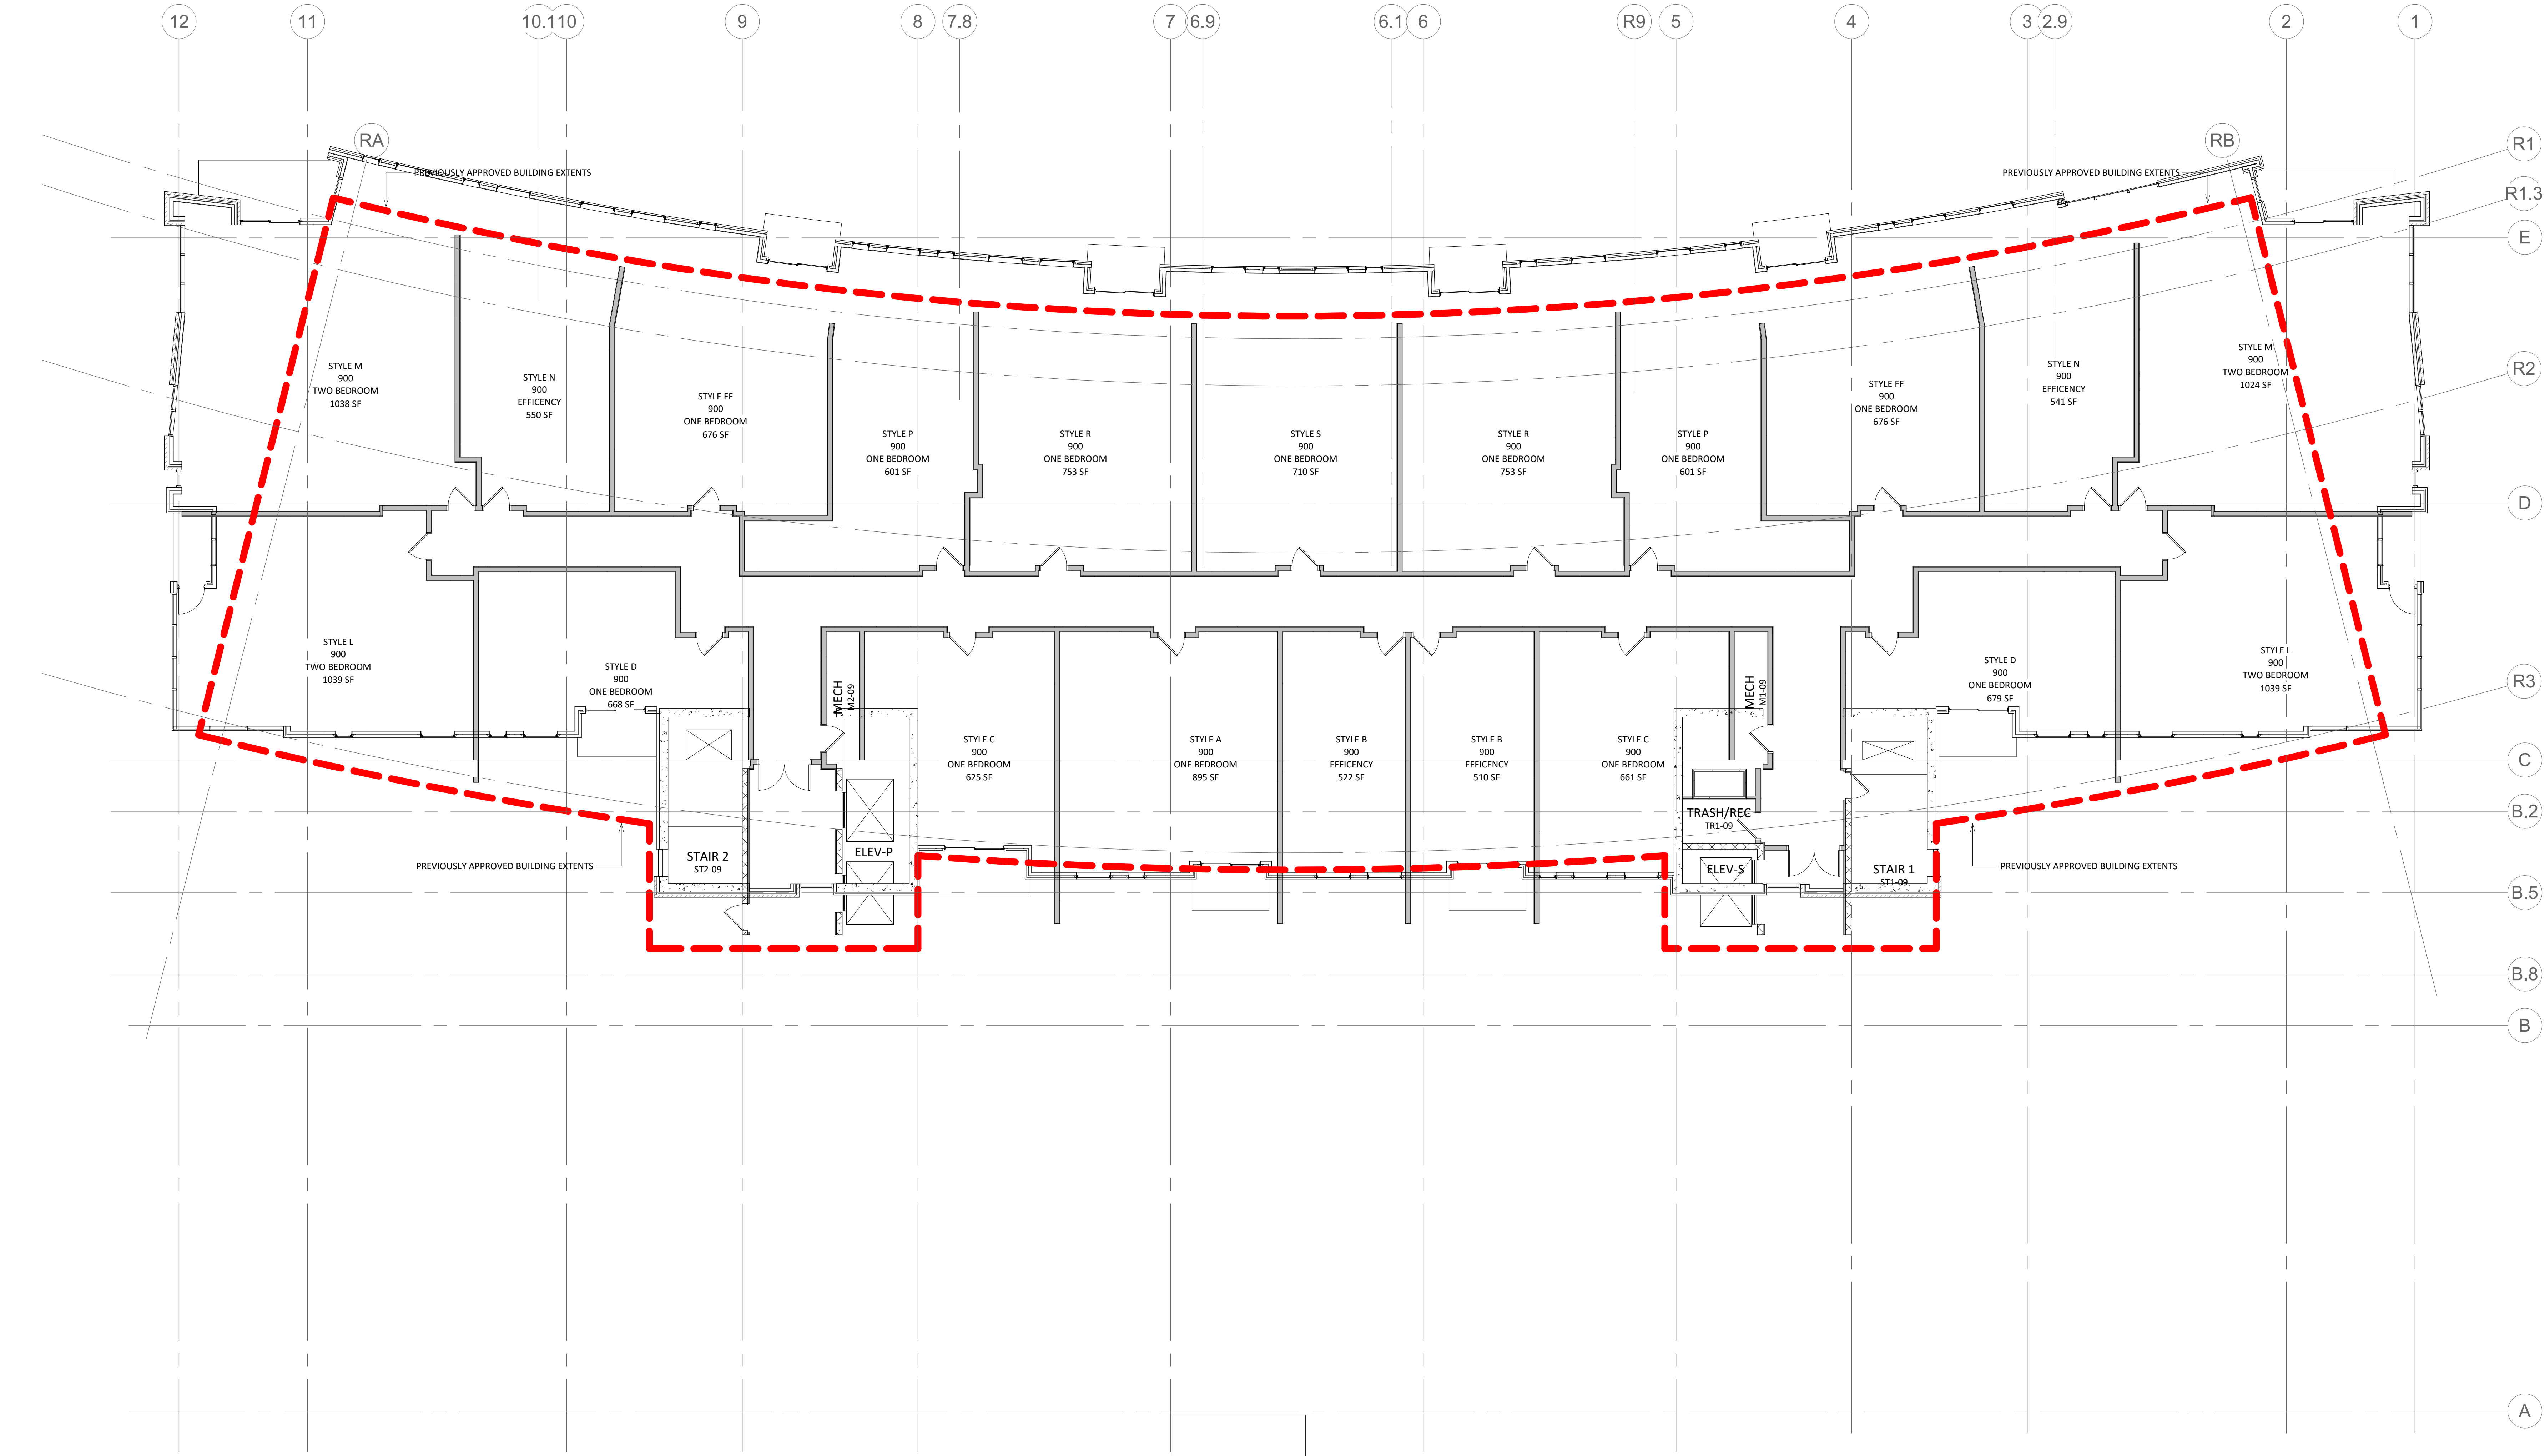 12
11
10.1
10
9
8
7.8
7
6.9
6.1
6
R9
5
4
3
2.9
2
1
RA
RB
R1
PREVIOUSLY APPROVED BUILDING EXTENTS
PREVIOUSLY APPROVED BUILDING EXTENTS
R1.3
E
STYLE M
900
TWO BEDROOM
1038 SF
STYLE N
900
EFFICENCY
550 SF
STYLE FF
900
ONE BEDROOM
676 SF
STYLE P
900
ONE BEDROOM
601 SF
STYLE R
900
ONE BEDROOM
753 SF
STYLE S
900
ONE BEDROOM
710 SF
STYLE R
900
ONE BEDROOM
753 SF
STYLE P
900
ONE BEDROOM
601 SF
STYLE FF
900
ONE BEDROOM
676 SF
STYLE N
900
EFFICENCY
541 SF
STYLE M
900
TWO BEDROOM
1024 SF
R2
D
STYLE L
900
TWO BEDROOM
1039 SF
STYLE D
900
ONE BEDROOM
668 SF
MECH
M2-09
MECH
M1-09
STYLE D
900
ONE BEDROOM
679 SF
STYLE L
900
TWO BEDROOM
1039 SF
R3
STYLE C
900
ONE BEDROOM
625 SF
STYLE A
900
ONE BEDROOM
895 SF
STYLE B
900
EFFICENCY
522 SF
STYLE B
900
EFFICENCY
510 SF
STYLE C
900
ONE BEDROOM
661 SF
C
TRASH/REC
TR1-09
B.2
PREVIOUSLY APPROVED BUILDING EXTENTS
STAIR 2
ST2-09
ELEV-P
ELEV-S
STAIR 1
ST1-09
PREVIOUSLY APPROVED BUILDING EXTENTS
B.5
B.8
B
A